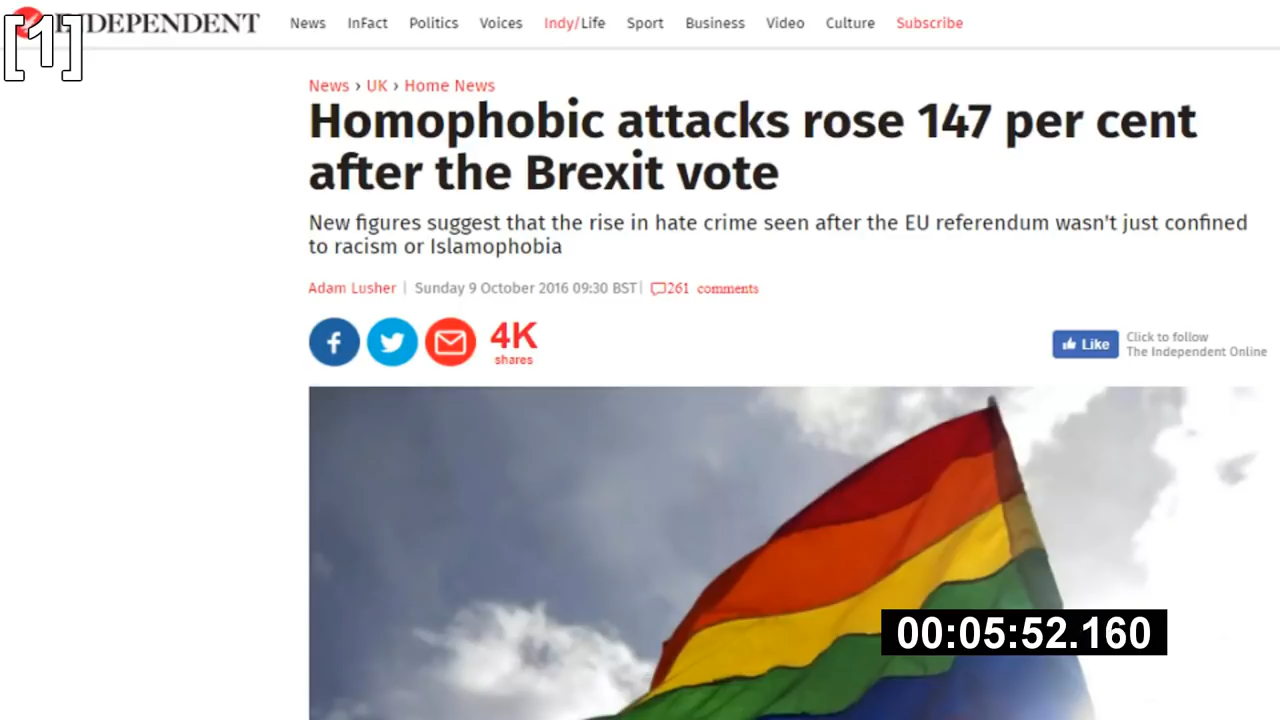 [1]
INDEPENDENT
News InFact Politics Voices Indy/Life Sport Business Video Culture Subscribe
News › UK › Home News
Homophobic attacks rose 147 per cent
after the Brexit vote
New figures suggest that the rise in hate crime seen after the EU referendum wasn't just confined
to racism or Islamophobia
Adam Lusher | Sunday 9 October 2016 09:30 BST | 261 comments
4K
shares
Like
Click to follow
The Independent Online
00:05:52.160